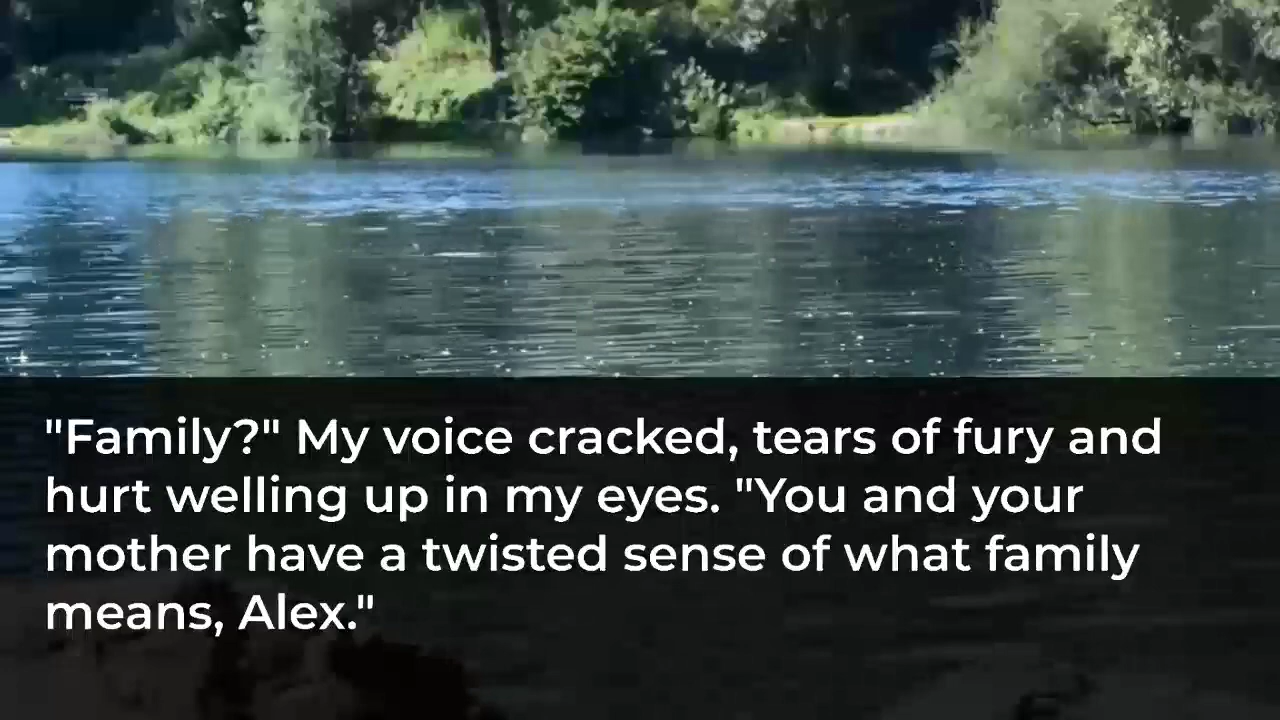 "Family?" My voice cracked, tears of fury and
hurt welling up in my eyes. "You and your
mother have a twisted sense of what family
means, Alex."